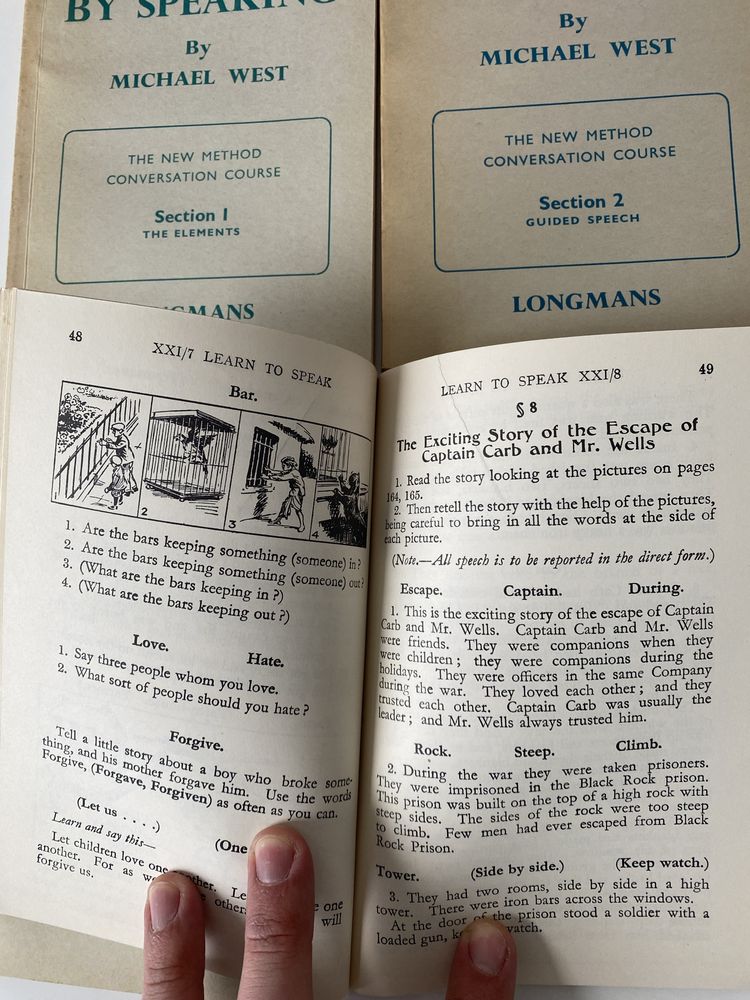 BY SPEAKING
By
MICHAEL WEST
THE NEW METHOD
CONVERSATION COURSE
Section 1
THE ELEMENTS
LONGMANS
By
MICHAEL WEST
THE NEW METHOD
CONVERSATION COURSE
Section 2
GUIDED SPEECH
LONGMANS
48
XXI/7 LEARN TO SPEAK
Bar.
1
2
3
4
1. Are the bars keeping something (someone) in ?
2. Are the bars keeping something (someone) out ?
3. (What are the bars keeping in ?)
4. (What are the bars keeping out ?)
Love. Hate.
1. Say three people whom you love.
2. What sort of people should you hate ?
Forgive.
Tell a little story about a boy who broke some-
thing, and his mother forgave him. Use the words
Forgive, (Forgave, Forgiven) as often as you can.
(Let us . . . .)
(One
Learn and say this—
Let children love one another. Le
one
another. For as we
others
will
forgive us.
LEARN TO SPEAK XXI/8
49
§ 8
The Exciting Story of the Escape of
Captain Carb and Mr. Wells
1. Read the story looking at the pictures on pages
164, 165.
2. Then retell the story with the help of the pictures,
being careful to bring in all the words at the side of
each picture.
(Note.—All speech is to be reported in the direct form.)
Escape. Captain. During.
1. This is the exciting story of the escape of Captain
Carb and Mr. Wells. Captain Carb and Mr. Wells
were friends. They were companions when they
were children ; they were companions during the
holidays. They were officers in the same Company
during the war. They loved each other ; and they
trusted each other. Captain Carb was usually the
leader ; and Mr. Wells always trusted him.
Rock. Steep. Climb.
2. During the war they were taken prisoners.
They were imprisoned in the Black Rock prison.
This prison was built on the top of a high rock with
steep sides. The sides of the rock were too steep
to climb. Few men had ever escaped from Black
Rock Prison.
Tower. (Side by side.) (Keep watch.)
3. They had two rooms, side by side in a high
tower. There were iron bars across the windows.
At the door of the prison stood a soldier with a
loaded gun, watch.